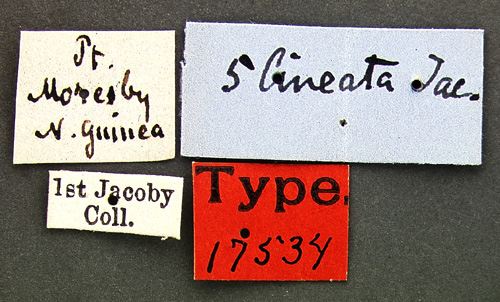 Pt.
Moresby
N. Guinea
5 lineata Jac.
1st Jacoby
Coll.
Type.
17534